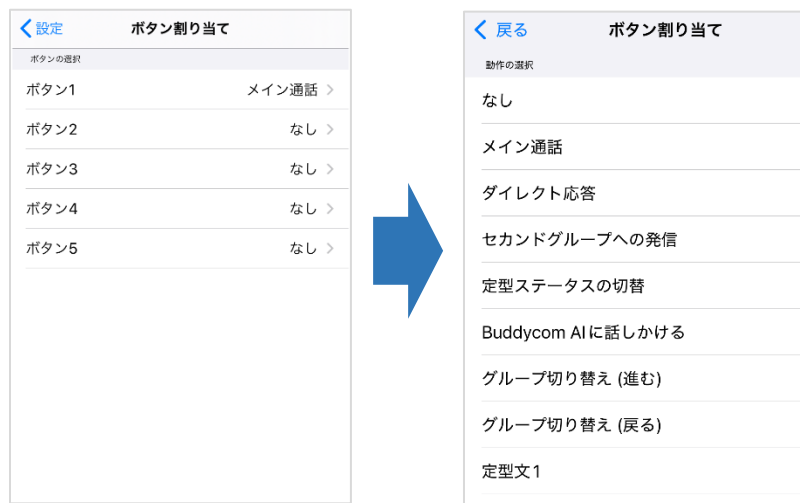 設定
ボタン割り当て
ボタンの選択
ボタン1 メイン通話
ボタン2 なし
ボタン3 なし
ボタン4 なし
ボタン5 なし
戻る
ボタン割り当て
動作の選択
なし
メイン通話
ダイレクト応答
セカンドグループへの発信
定型ステータスの切替
Buddycom AIに話しかける
グループ切り替え (進む)
グループ切り替え (戻る)
定型文1